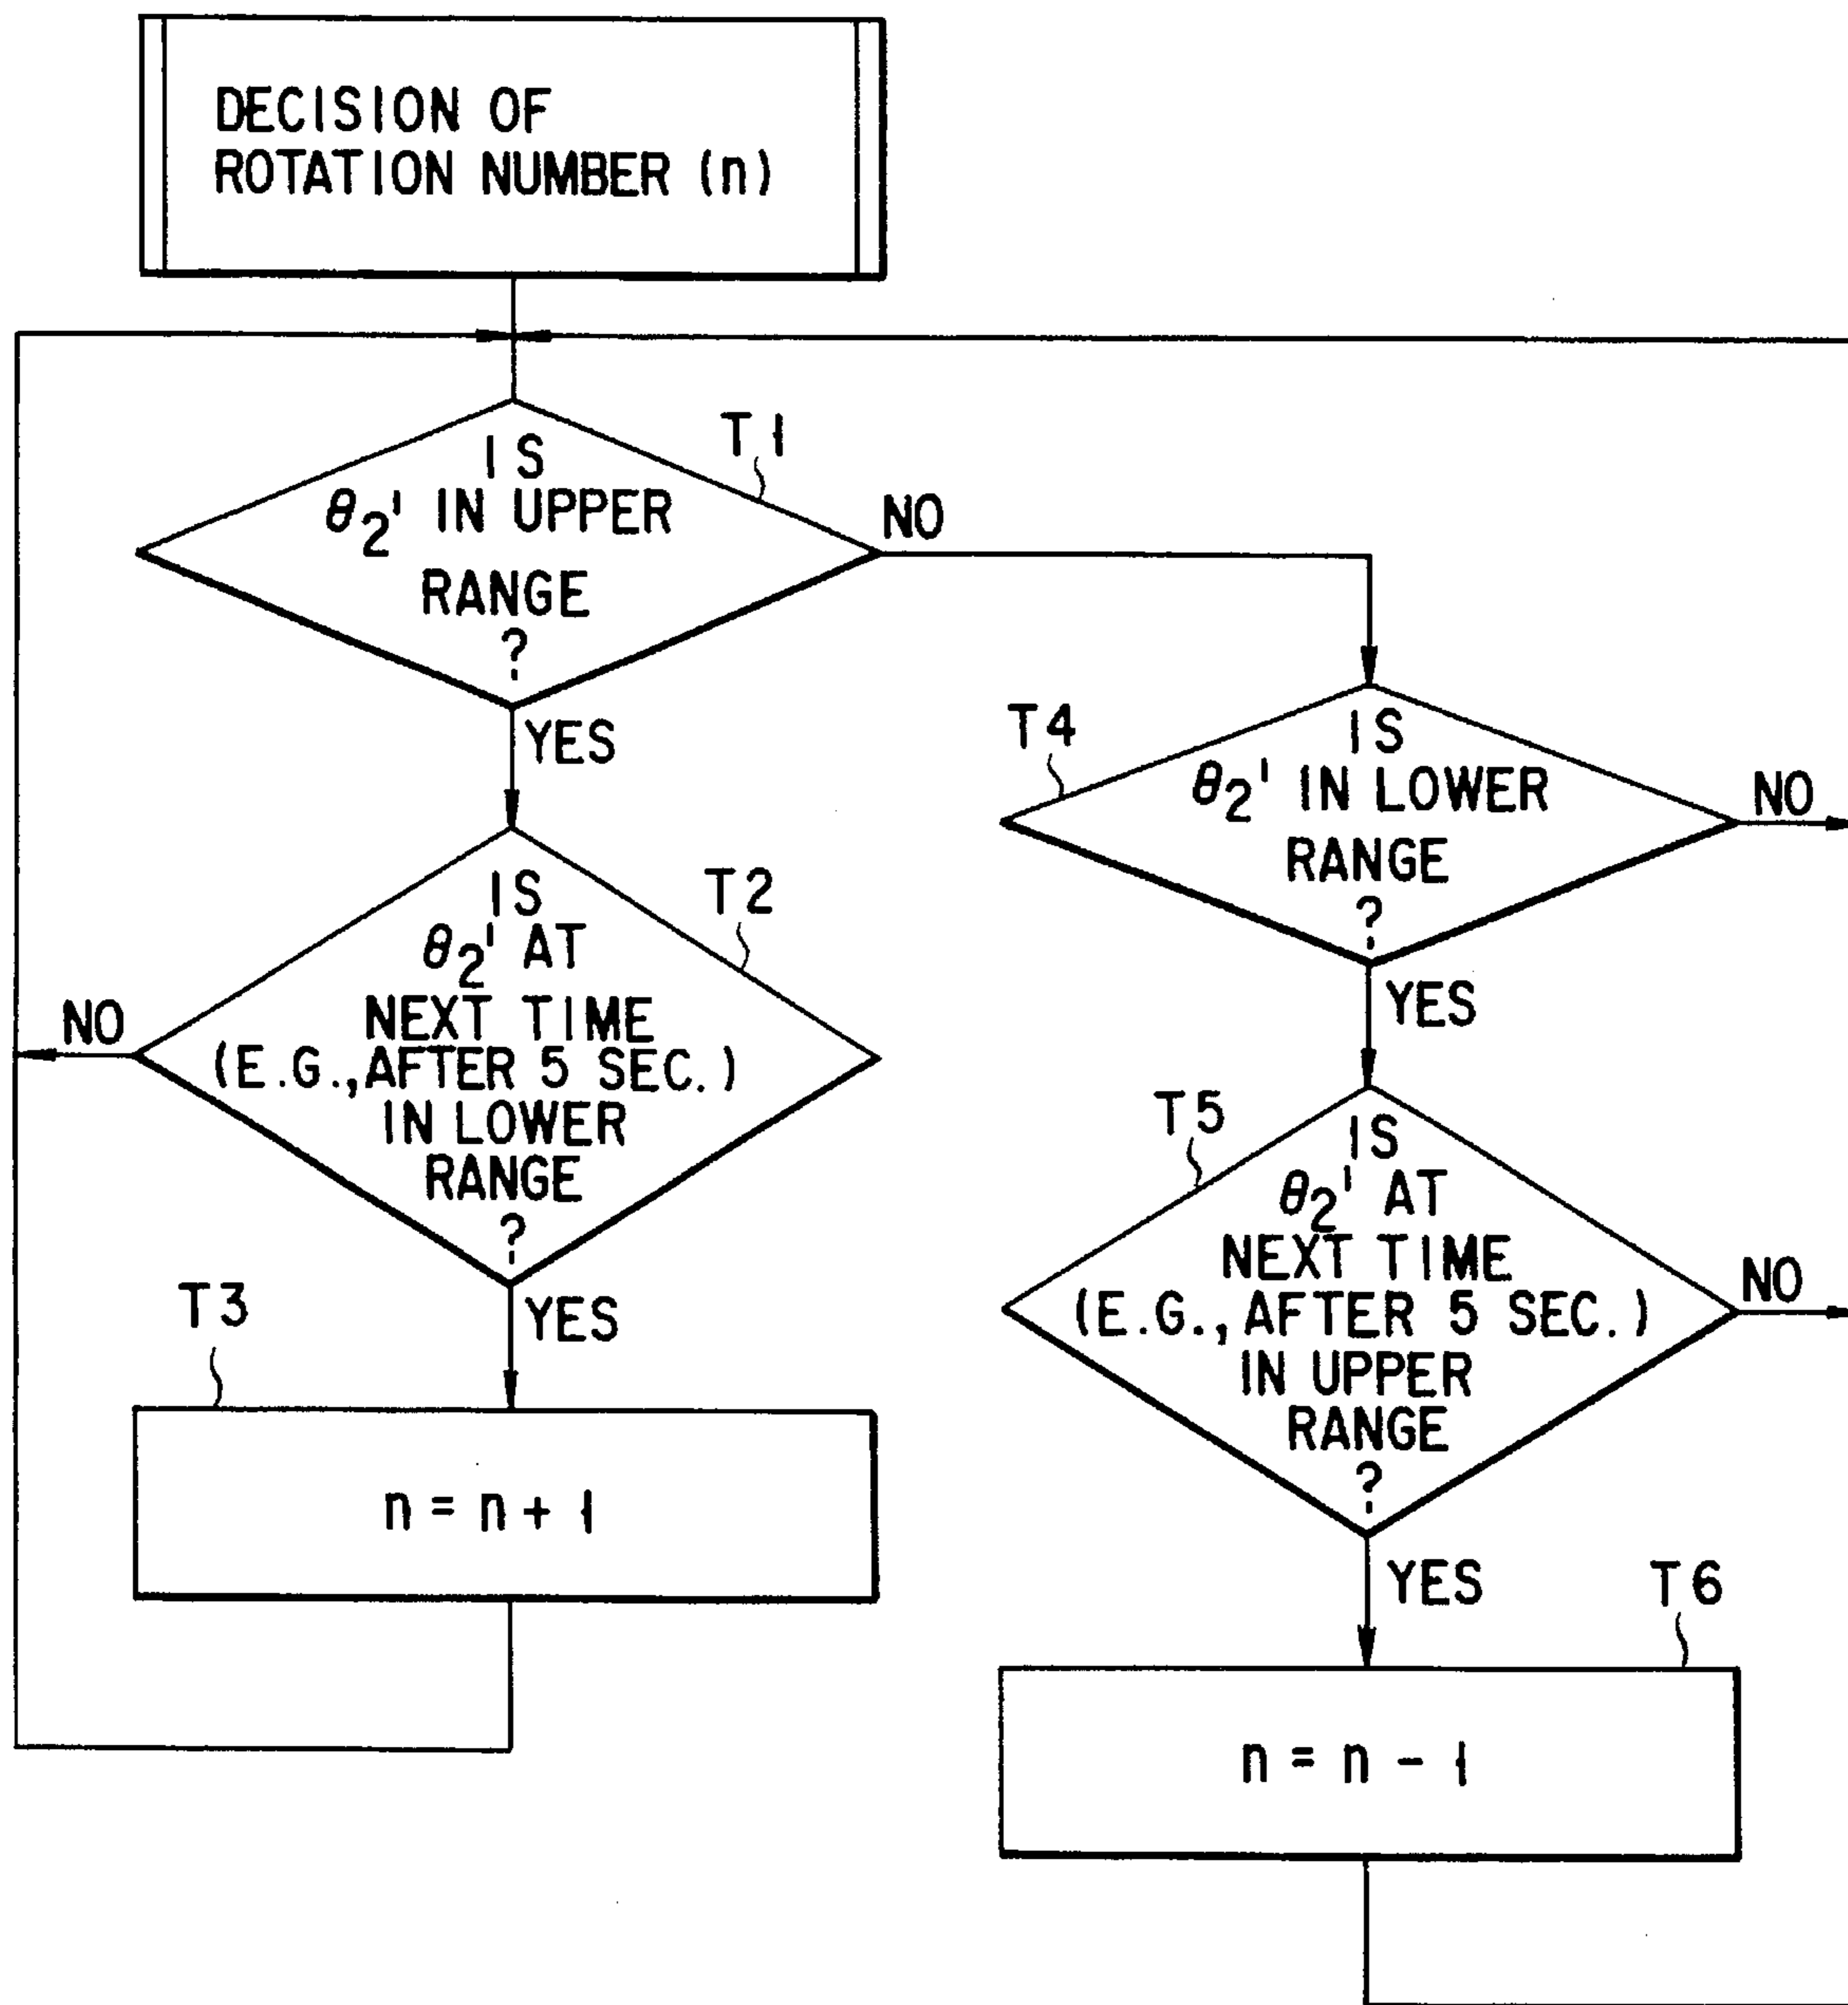 DECISION OF
ROTATION NUMBER (n)
T1
IS
θ2' IN UPPER
RANGE
?
NO
YES
T2
IS
θ2' AT
NEXT TIME
(E.G., AFTER 5 SEC.)
IN LOWER
RANGE
?
NO
YES
T3
n = n + 1
T4
IS
θ2' IN LOWER
RANGE
?
NO
YES
T5
IS
θ2' AT
NEXT TIME
(E.G., AFTER 5 SEC.)
IN UPPER
RANGE
?
NO
YES
T6
n = n - 1